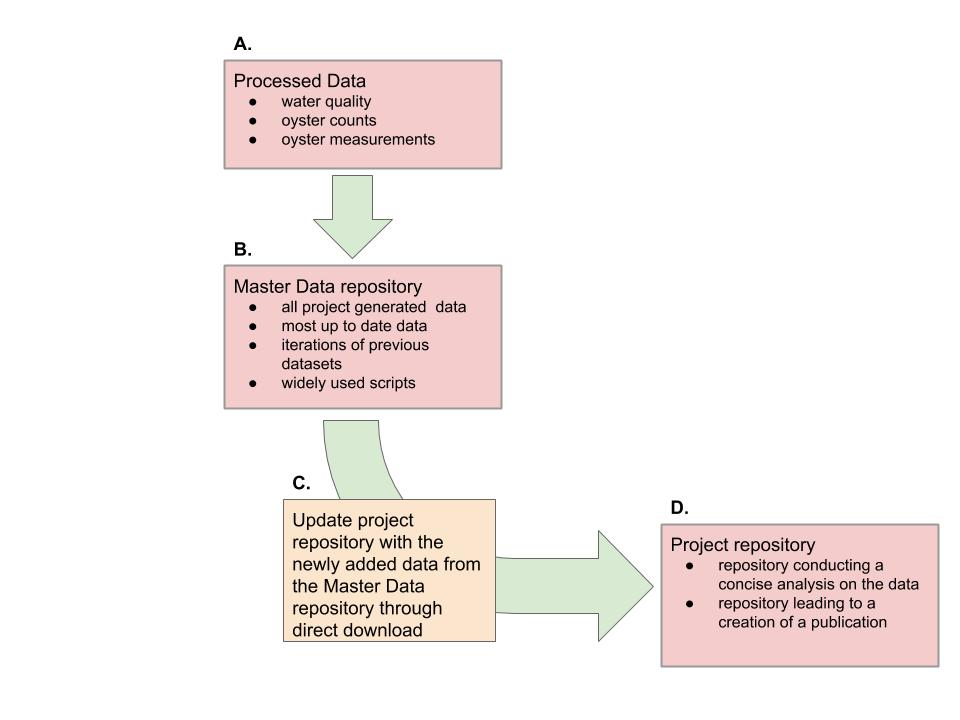 A.
Processed Data
● water quality
● oyster counts
● oyster measurements
B.
Master Data repository
● all project generated  data
● most up to date data
● iterations of previous
datasets
● widely used scripts
C.
Update project
repository with the
newly added data from
the Master Data
repository through
direct download
D.
Project repository
● repository conducting a
concise analysis on the data
● repository leading to a
creation of a publication